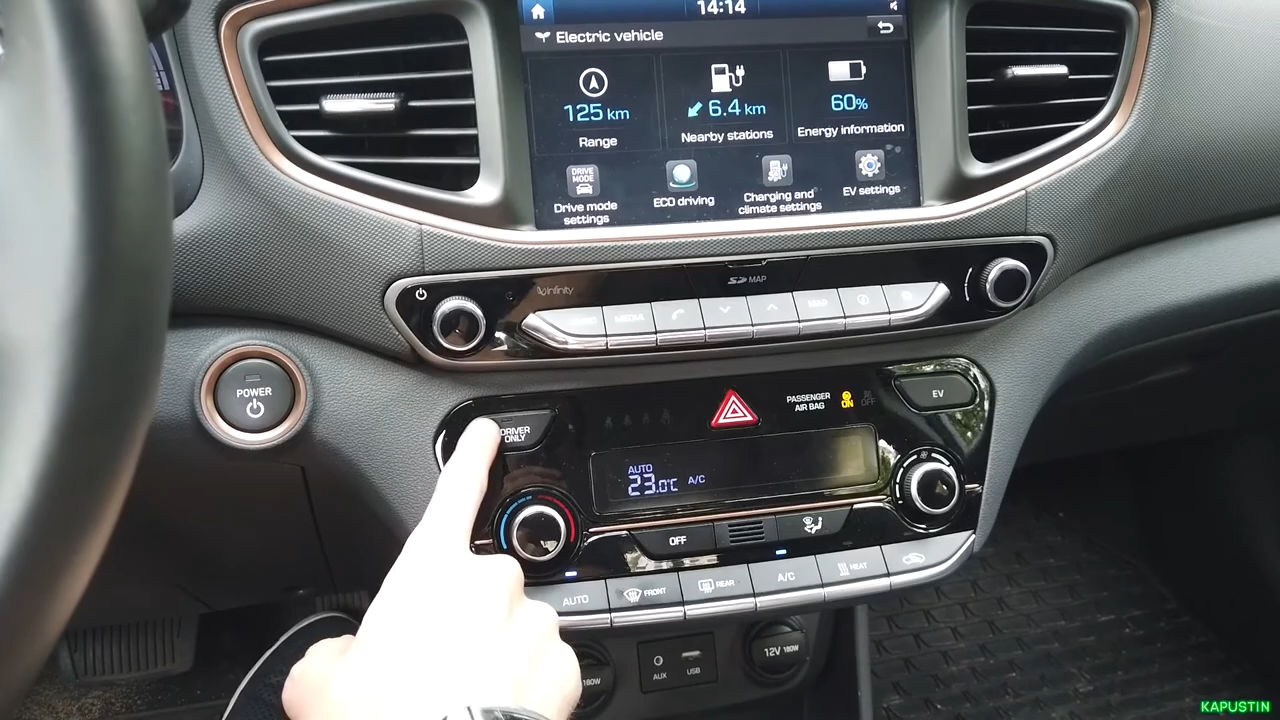 14:14
Electric vehicle
125 km
6.4 km
60%
Range
Nearby stations
Energy information
DRIVE
MODE
Drive mode
settings
ECO driving
Charging and
climate settings
EV settings
SD MAP
infinity
MEDIA
MAP
POWER
DRIVER
ONLY
PASSENGER
AIR BAG
ON
OFF
EV
AUTO
23.0°C A/C
OFF
AUTO
FRONT
REAR
A/C
HEAT
180W
AUX
USB
12V 180W
KAPUSTIN